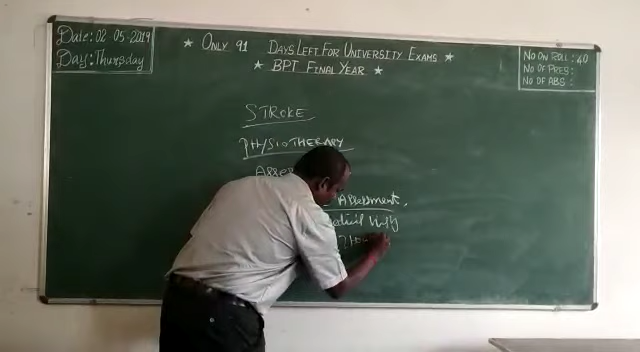 Date: 02-05-2019
Day: Thursday
★ ONLY 91 DAYS LEFT FOR UNIVERSITY EXAMS ★
★ BPT FINAL YEAR ★
NO ON ROLL: 40
NO OF PRES:
NO OF ABS:
STROKE
PHYSIOTHERAPY
Assessment,